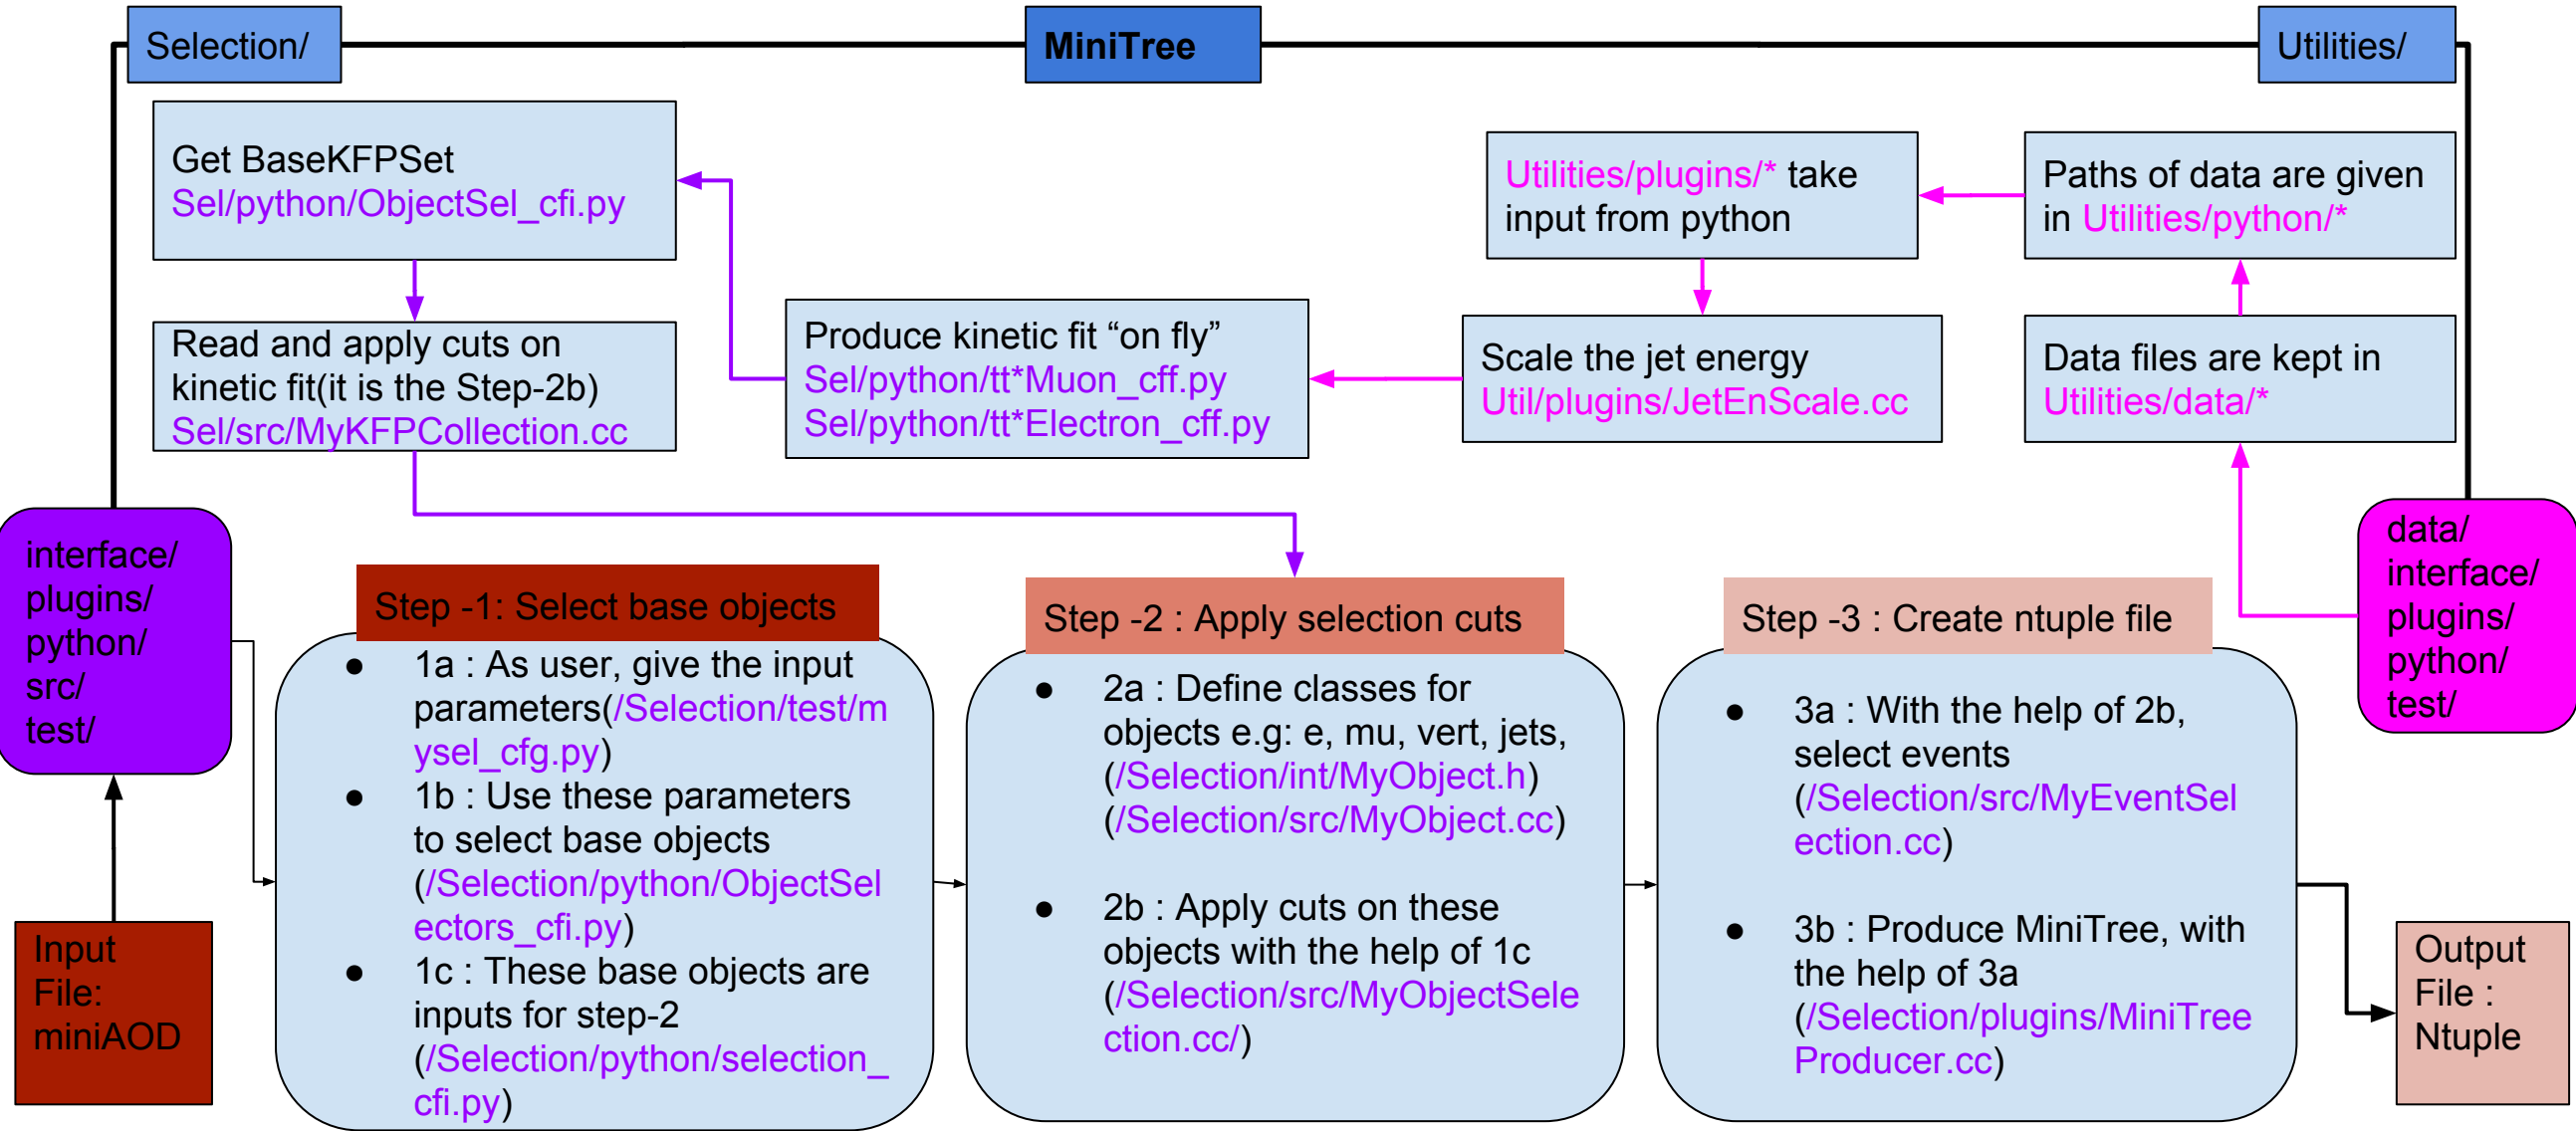 Selection/
MiniTree
Utilities/
Get BaseKFPSet
Sel/python/ObjectSel_cfi.py
Utilities/plugins/* take
input from python
Paths of data are given
in Utilities/python/*
Read and apply cuts on
kinetic fit(it is the Step-2b)
Sel/src/MyKFPCollection.cc
Produce kinetic fit “on fly”
Sel/python/tt*Muon_cff.py
Sel/python/tt*Electron_cff.py
Scale the jet energy
Util/plugins/JetEnScale.cc
Data files are kept in
Utilities/data/*
interface/
plugins/
python/
src/
test/
data/
interface/
plugins/
python/
test/
Step -1: Select base objects
● 1a : As user, give the input
parameters(/Selection/test/m
ysel_cfg.py)
● 1b : Use these parameters
to select base objects
(/Selection/python/ObjectSel
ectors_cfi.py)
● 1c : These base objects are
inputs for step-2
(/Selection/python/selection_
cfi.py)
Step -2 : Apply selection cuts
● 2a : Define classes for
objects e.g: e, mu, vert, jets,
(/Selection/int/MyObject.h)
(/Selection/src/MyObject.cc)
● 2b : Apply cuts on these
objects with the help of 1c
(/Selection/src/MyObjectSele
ction.cc/)
Step -3 : Create ntuple file
● 3a : With the help of 2b,
select events
(/Selection/src/MyEventSel
ection.cc)
● 3b : Produce MiniTree, with
the help of 3a
(/Selection/plugins/MiniTree
Producer.cc)
Input
File:
miniAOD
Output
File :
Ntuple